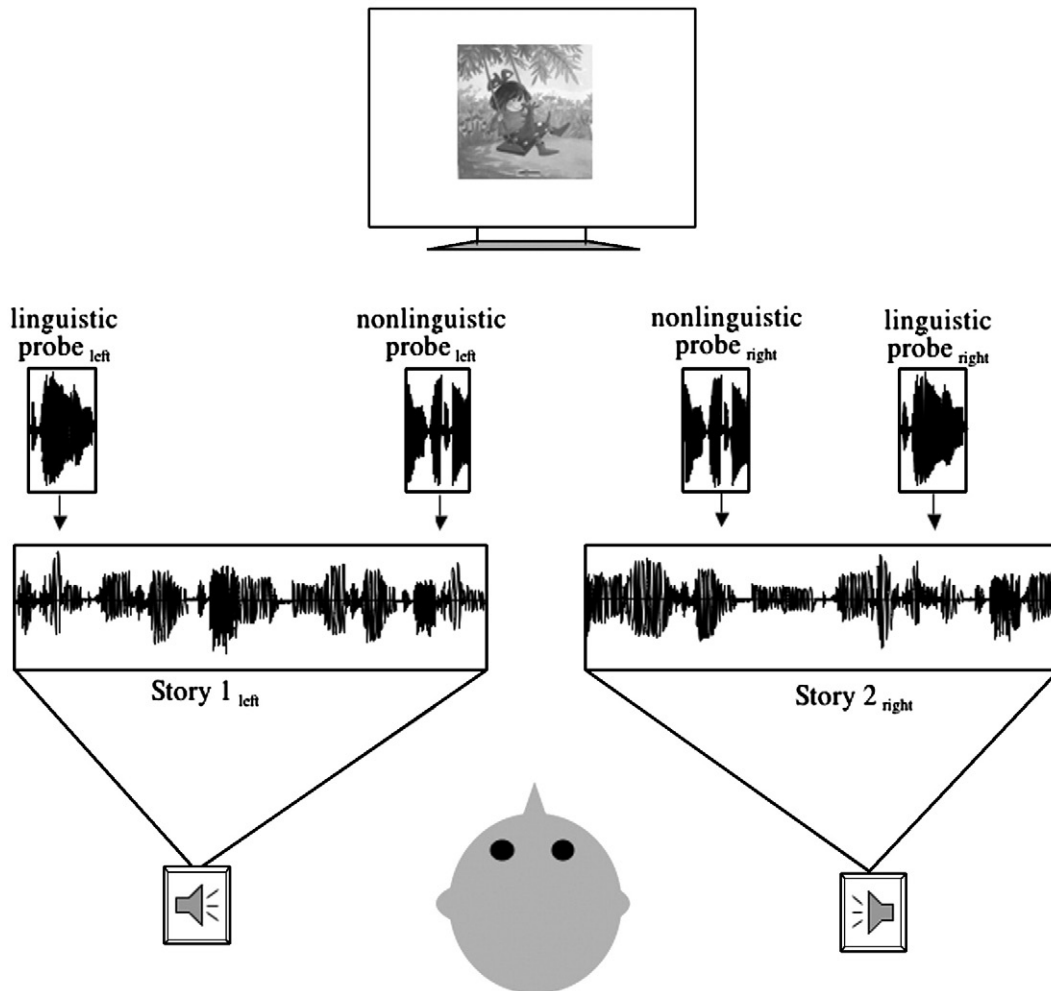 linguistic
probe left
nonlinguistic
probe left
nonlinguistic
probe right
linguistic
probe right
Story 1 left
Story 2 right